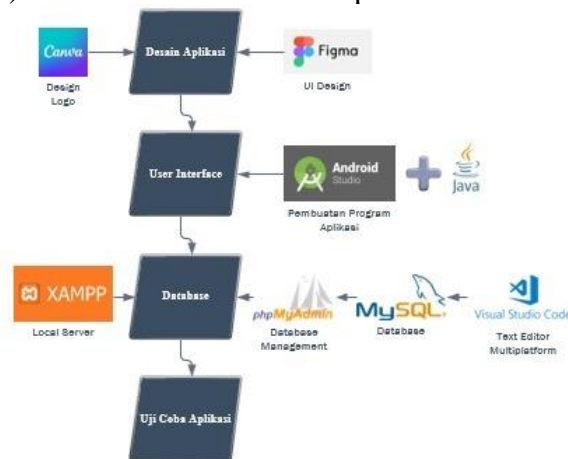 )
Canva
Design
Logo
Desain Aplikasi
Figma
UI Design
User Interface
Android
Studio
Java
Pembuatan Program
Aplikasi
XAMPP
Local Server
Database
phpMyAdmin
Database
Management
MySQL
Database
Visual Studio Code
Text Editor
Multiplatform
Uji Coba Aplikasi